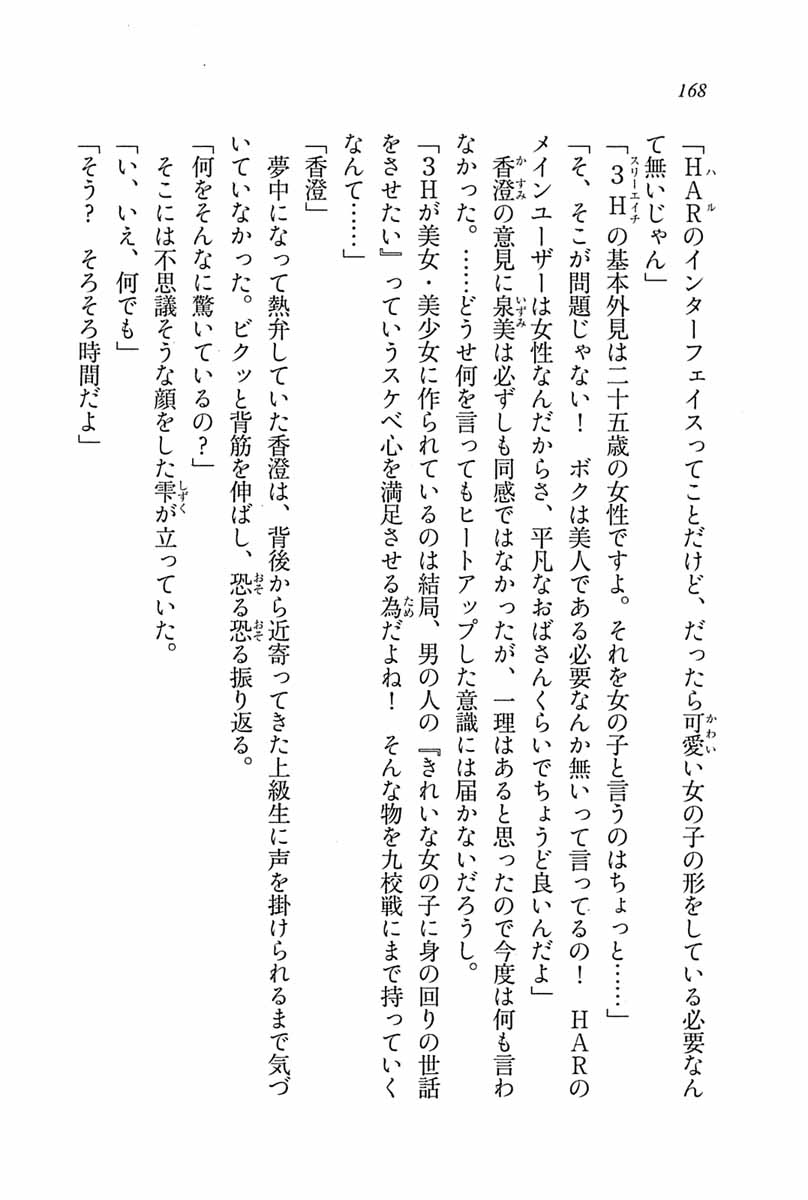 168
「HARのインターフェイスってことだけど、だったら可愛い女の子の形をしている必要なん
て無いじゃん」
「3Hの基本外見は二十五歳の女性ですよ。それを女の子と言うのはちょっと……」
「そ、そこが問題じゃない！　ボクは美人である必要なんか無いって言ってるの！　HARの
メインユーザーは女性なんだからさ、平凡なおばさんくらいでちょうど良いんだよ」
　香澄の意見に泉美は必ずしも同感ではなかったが、一理はあると思ったので今度は何も言わ
なかった。……どうせ何を言ってもヒートアップした意識には届かないだろうし。
「3Hが美女・美少女に作られているのは結局、男の人の『きれいな女の子に身の回りの世話
をさせたい』っていうスケベ心を満足させる為だよね！　そんな物を九校戦にまで持っていく
なんて……」
「香澄」
　夢中になって熱弁していた香澄は、背後から近寄ってきた上級生に声を掛けられるまで気づ
いていなかった。ビクッと背筋を伸ばし、恐る恐る振り返る。
「何をそんなに驚いているの？」
　そこには不思議そうな顔をした雫が立っていた。
「い、いえ、何でも」
「そう？　そろそろ時間だよ」